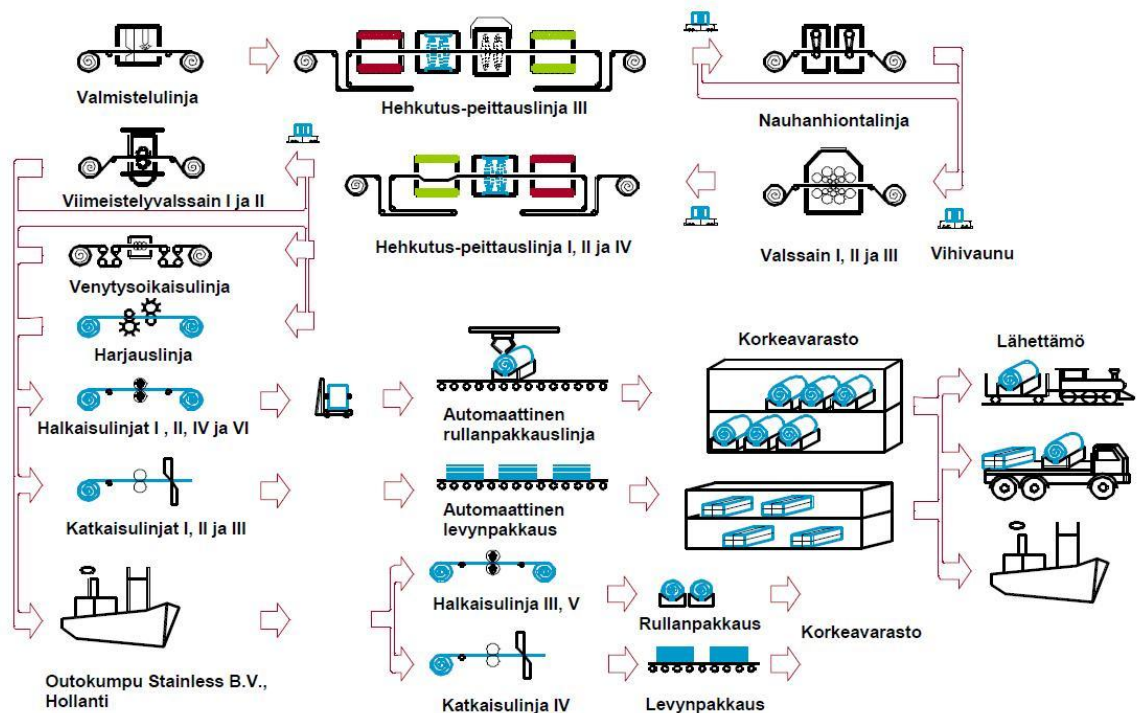 Valmistelulinja
Hehkutus-peittauslinja III
Nauhanhiontalinja
Viimeistelyvalssain I ja II
Hehkutus-peittauslinja I, II ja IV
Valssain I, II ja III
Vihivaunu
Venytysoikaisulinja
Harjauslinja
Korkeavarasto
Lähettämö
Halkaisulinjat I , II, IV ja VI
Automaattinen
rullanpakkauslinja
Katkaisulinjat I, II ja III
Automaattinen
levynpakkaus
Halkaisulinja III, V
Rullanpakkaus
Korkeavarasto
Outokumpu Stainless B.V.,
Hollanti
Katkaisulinja IV
Levynpakkaus